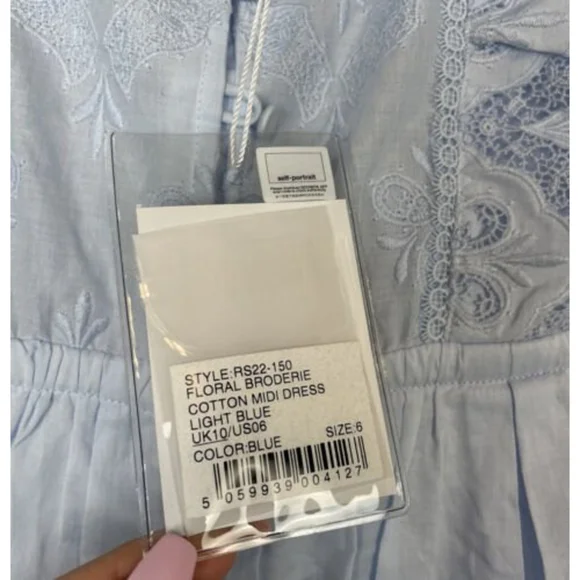 self-portrait
STYLE:RS22-150
FLORAL BRODERIE
COTTON MIDI DRESS
LIGHT BLUE
UK10/US06
COLOR:BLUE SIZE:6
5 059939 004127